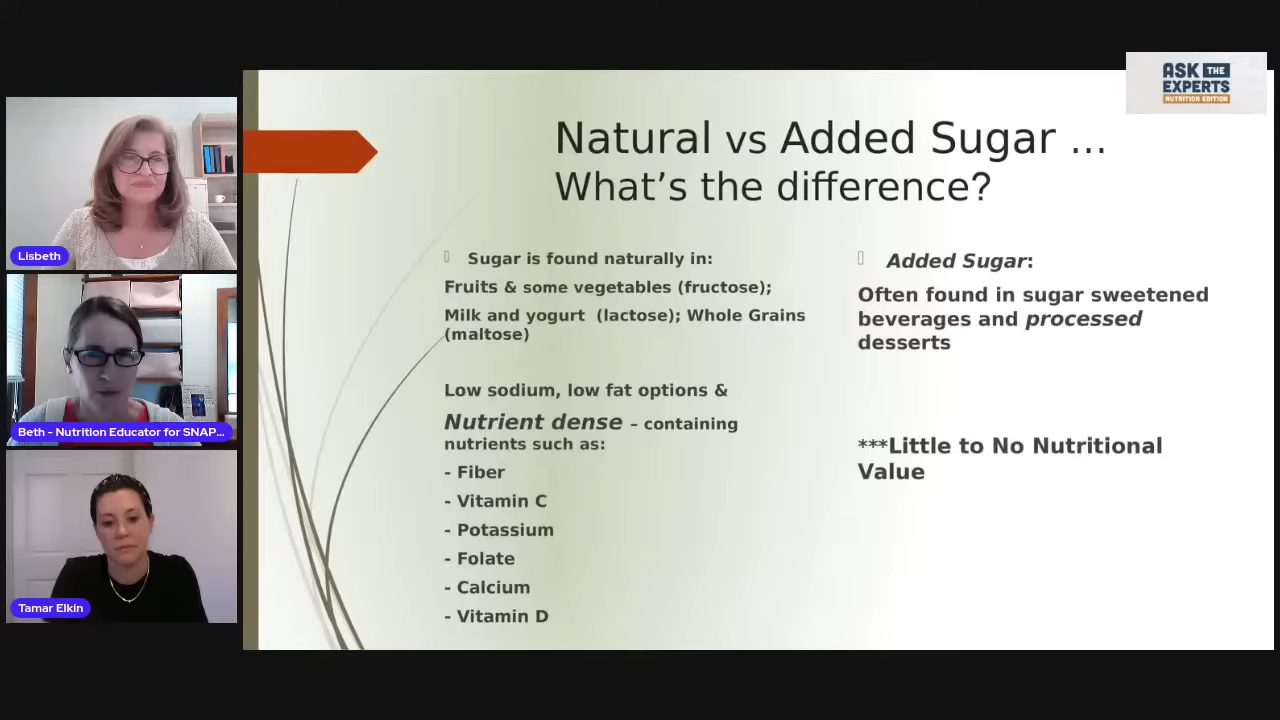 ASK THE
EXPERTS
NUTRITION EDITION
Natural vs Added Sugar ...
What’s the difference?
Sugar is found naturally in:
Fruits & some vegetables (fructose);
Milk and yogurt (lactose); Whole Grains
(maltose)
Low sodium, low fat options &
Nutrient dense – containing
nutrients such as:
- Fiber
- Vitamin C
- Potassium
- Folate
- Calcium
- Vitamin D
Added Sugar:
Often found in sugar sweetened
beverages and processed
desserts
***Little to No Nutritional
Value
Lisbeth
Beth - Nutrition Educator for SNAP...
Tamar Elkin